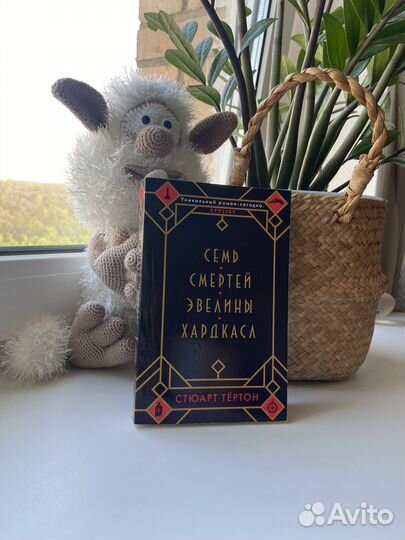 Уникальный роман-загадка.
STYLIST
СЕМЬ
СМЕРТЕЙ
ЭВЕЛИНЫ
ХАРДКАСЛ
СТЮАРТ ТЁРТОН
Avito